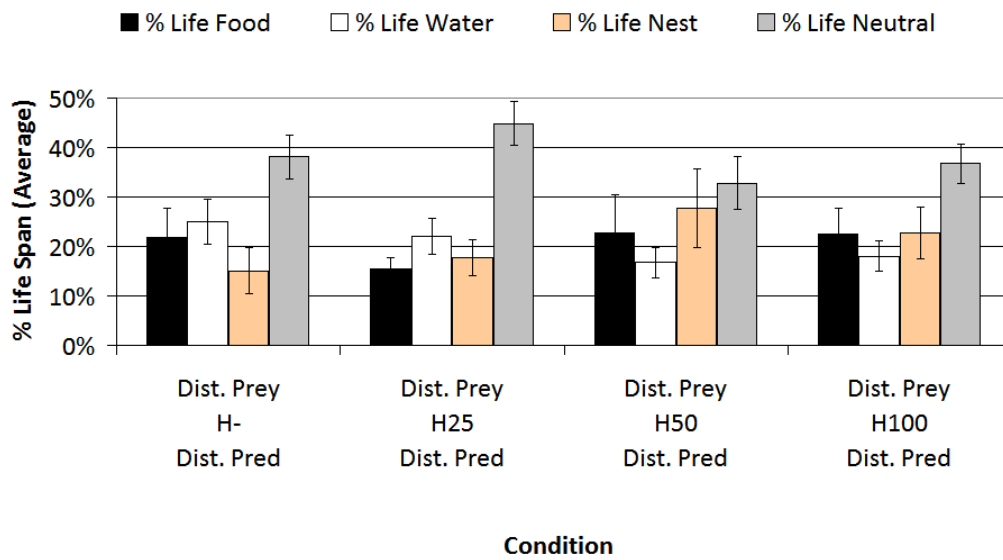 % Life Food % Life Water % Life Nest % Life Neutral
% Life Span (Average)
50%
40%
30%
20%
10%
0%
Dist. Prey Dist. Prey Dist. Prey Dist. Prey
H- H25 H50 H100
Dist. Pred Dist. Pred Dist. Pred Dist. Pred
Condition